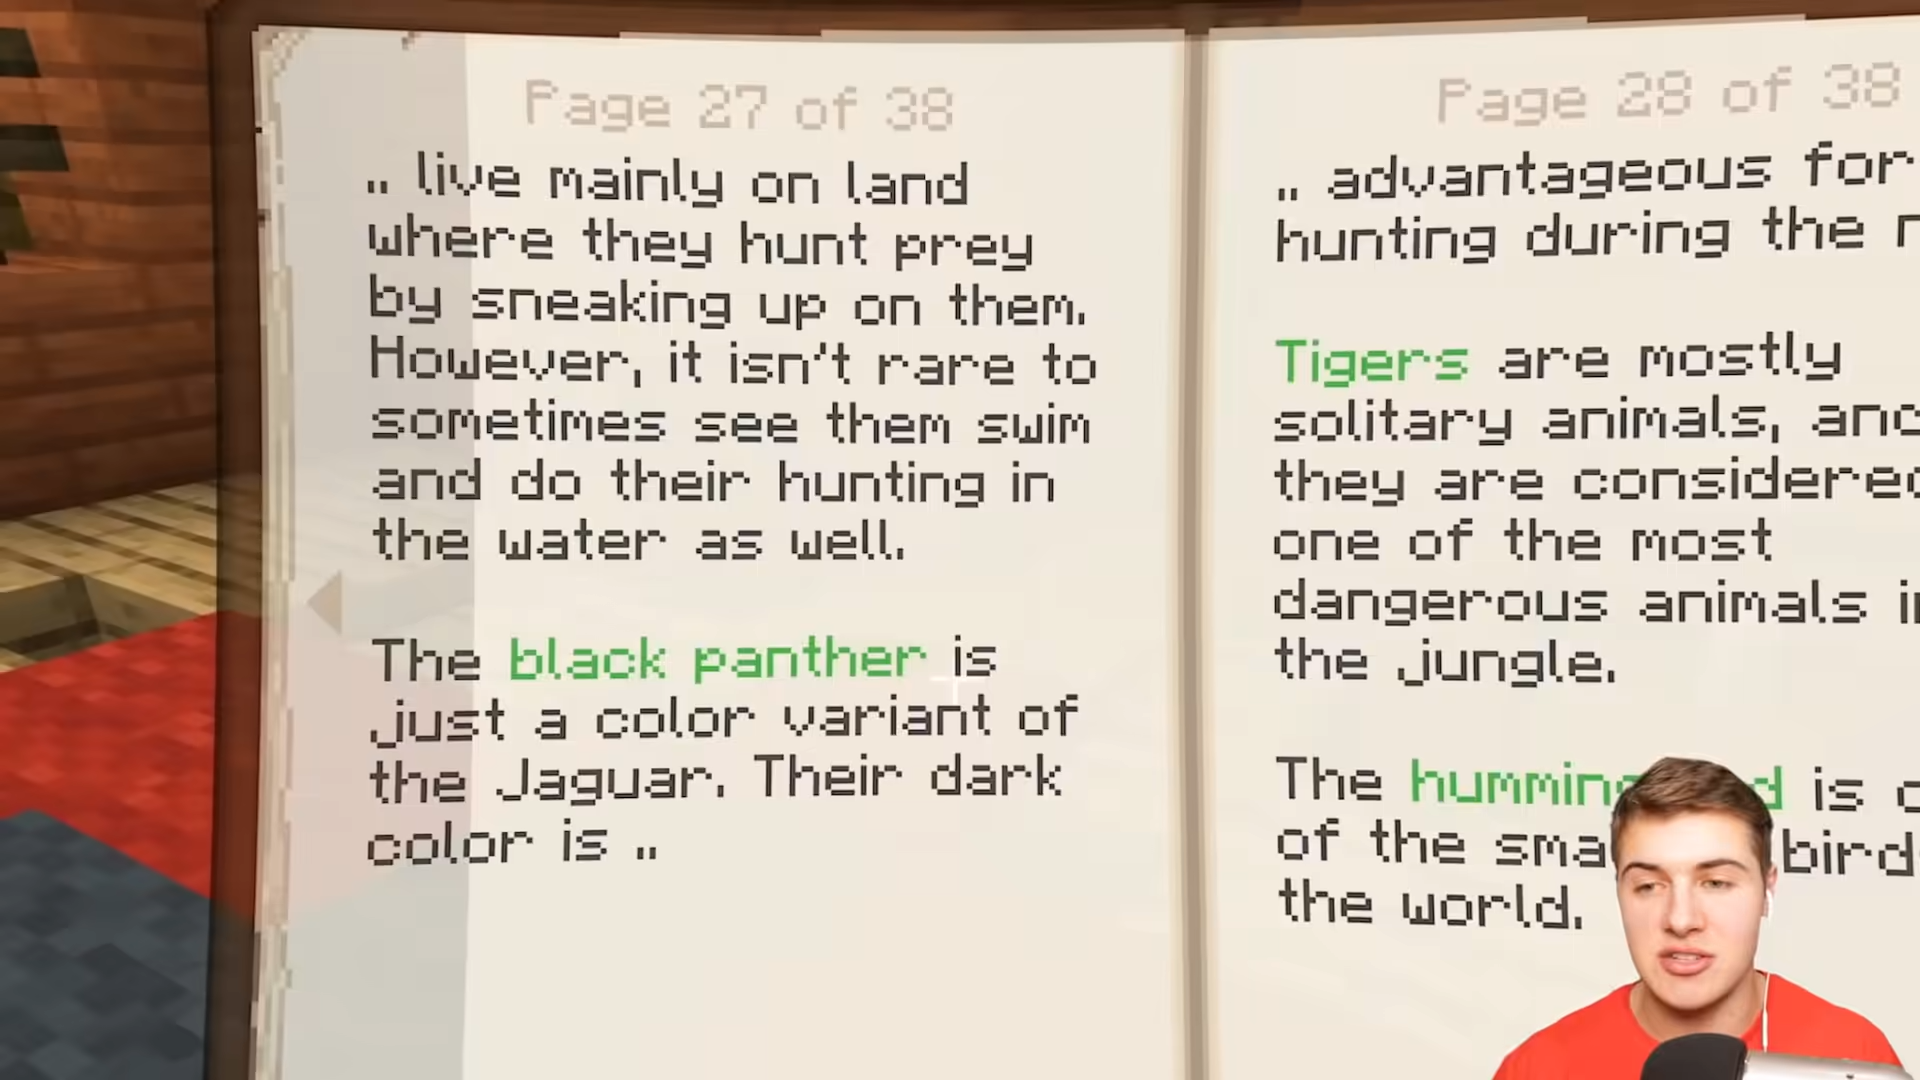 Page 27 of 38
.. live mainly on land
where they hunt prey
by sneaking up on them.
However, it isn't rare to
sometimes see them swim
and do their hunting in
the water as well.
The black panther is
just a color variant of
the Jaguar. Their dark
color is ..
Page 28 of 38
.. advantageous for
hunting during the
Tigers are mostly
solitary animals,
they are
one of the most
dangerous animals
the jungle.
The is
of the
the world.